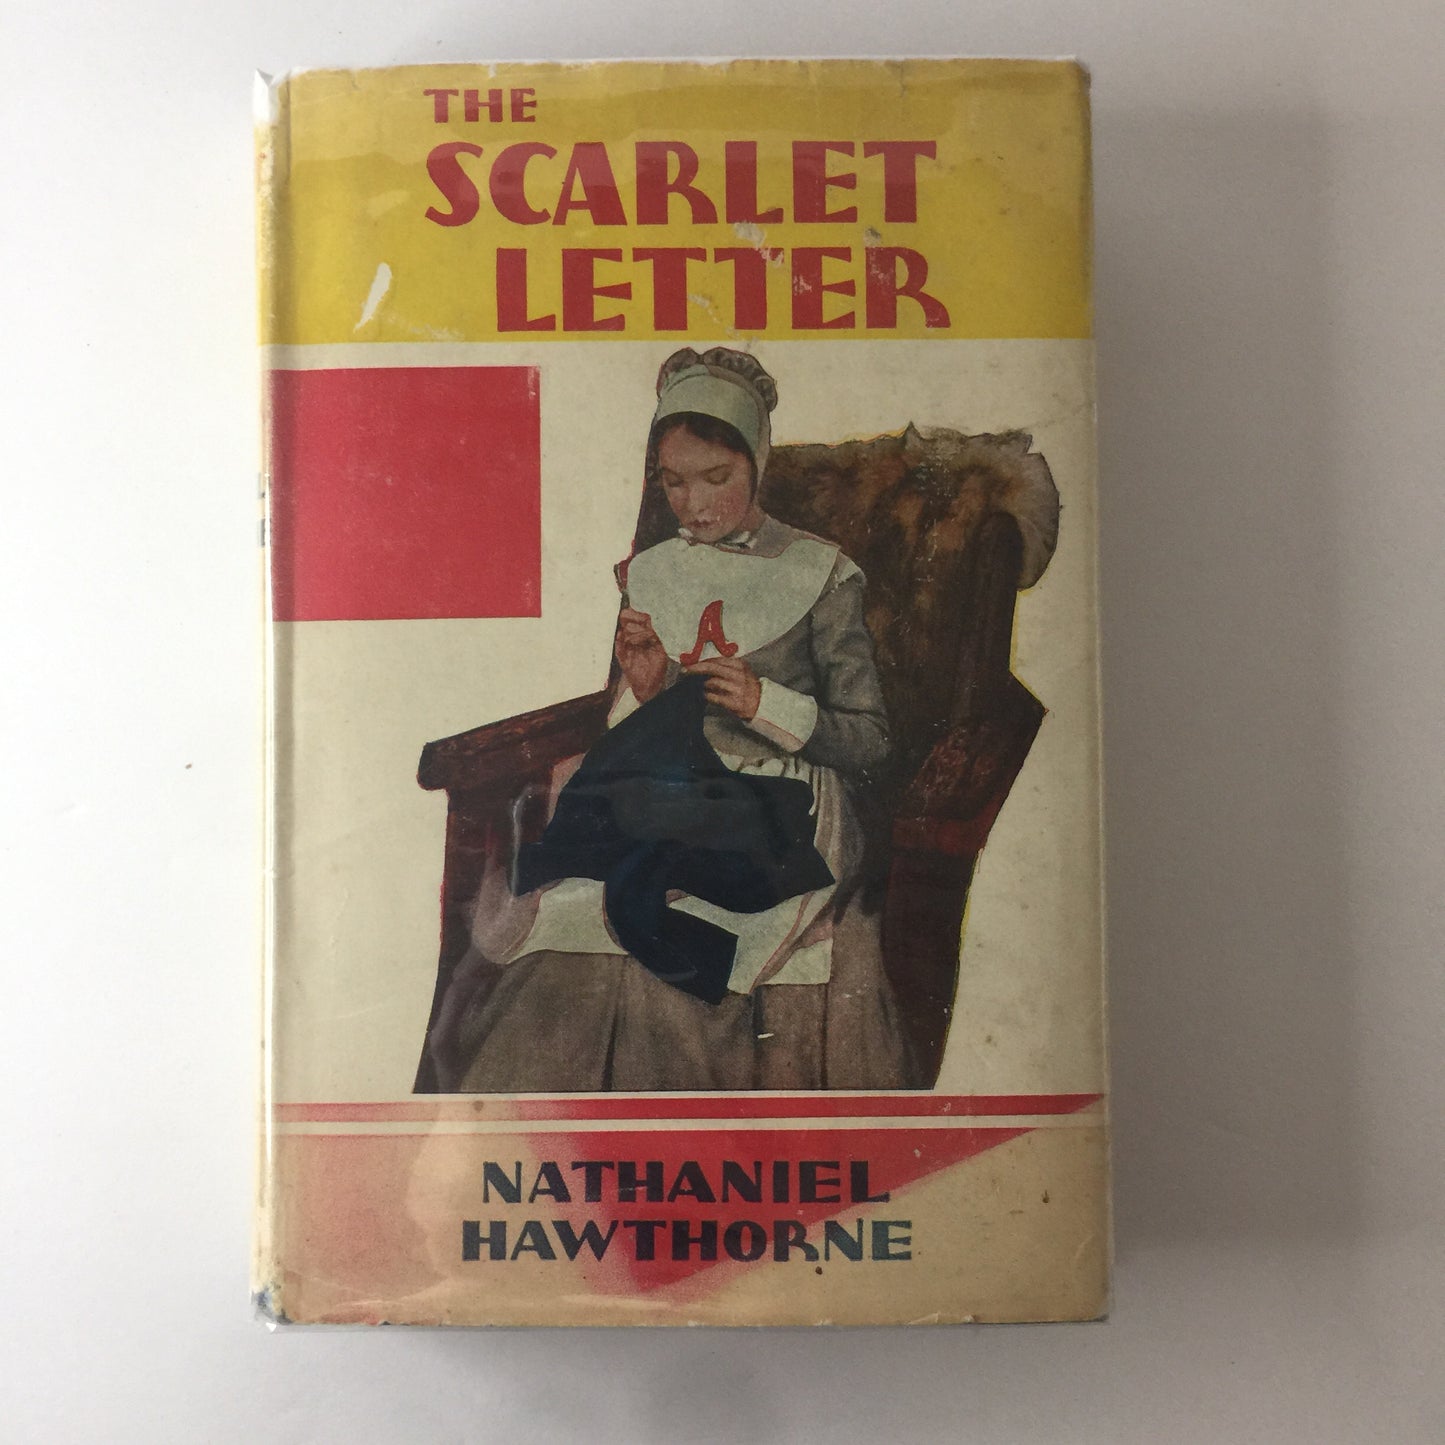 THE
SCARLET
LETTER
A
NATHANIEL
HAWTHORNE